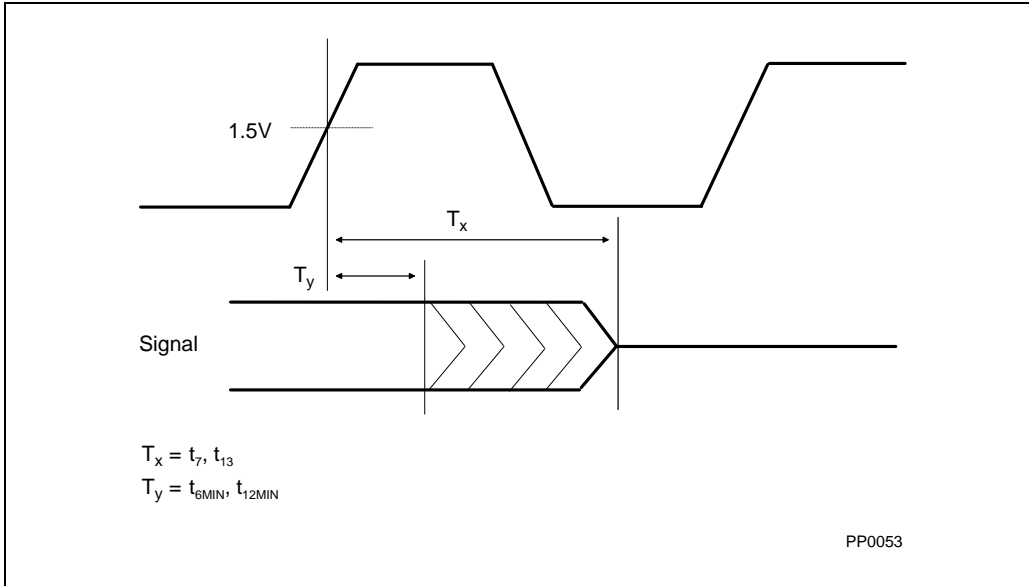 1.5V
Tx
Ty
Signal
Tx = t7, t13
Ty = t6MIN, t12MIN
PP0053